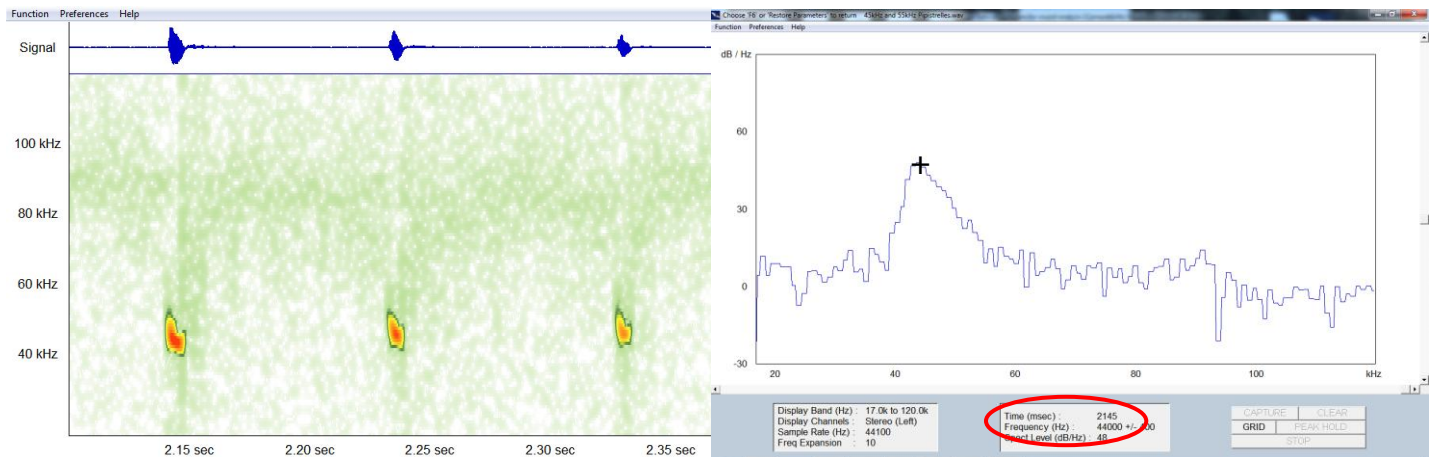 Function Preferences Help
Signal
100 kHz
80 kHz
60 kHz
40 kHz
2.15 sec 2.20 sec 2.25 sec 2.30 sec 2.35 sec
Choose 'F6' or 'Restore Parameters' to return 45kHz and 55kHz Pipistrelles.wav
Function Preferences Help
dB / Hz
60
30
0
-30
20 40 60 80 100 kHz
Display Band (Hz) : 17.0k to 120.0k
Display Channels : Stereo (Left)
Sample Rate (Hz) : 44100
Freq Expansion : 10
Time (msec) : 2145
Frequency (Hz) : 44000 +/- 400
Spect Level (dB/Hz) : 48
CAPTURE CLEAR
GRID PEAK HOLD
STOP